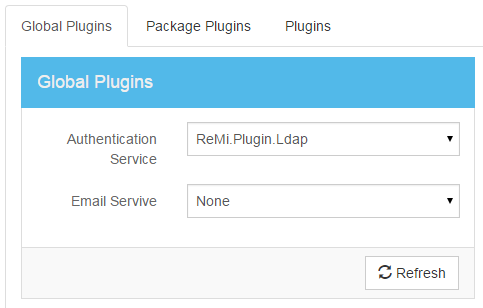 Global Plugins Package Plugins Plugins
Global Plugins
Authentication Service ReMi.Plugin.Ldap
Email Servive None
Refresh